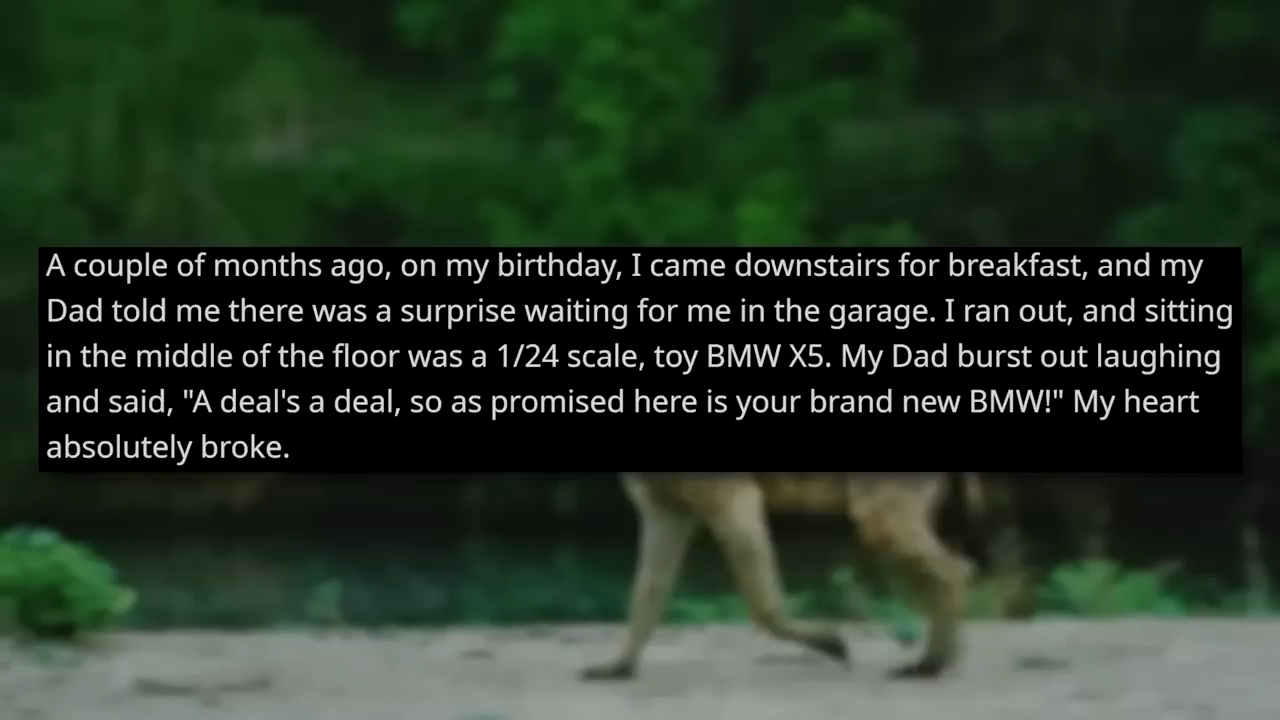 A couple of months ago, on my birthday, I came downstairs for breakfast, and my
Dad told me there was a surprise waiting for me in the garage. I ran out, and sitting
in the middle of the floor was a 1/24 scale, toy BMW X5. My Dad burst out laughing
and said, "A deal's a deal, so as promised here is your brand new BMW!" My heart
absolutely broke.